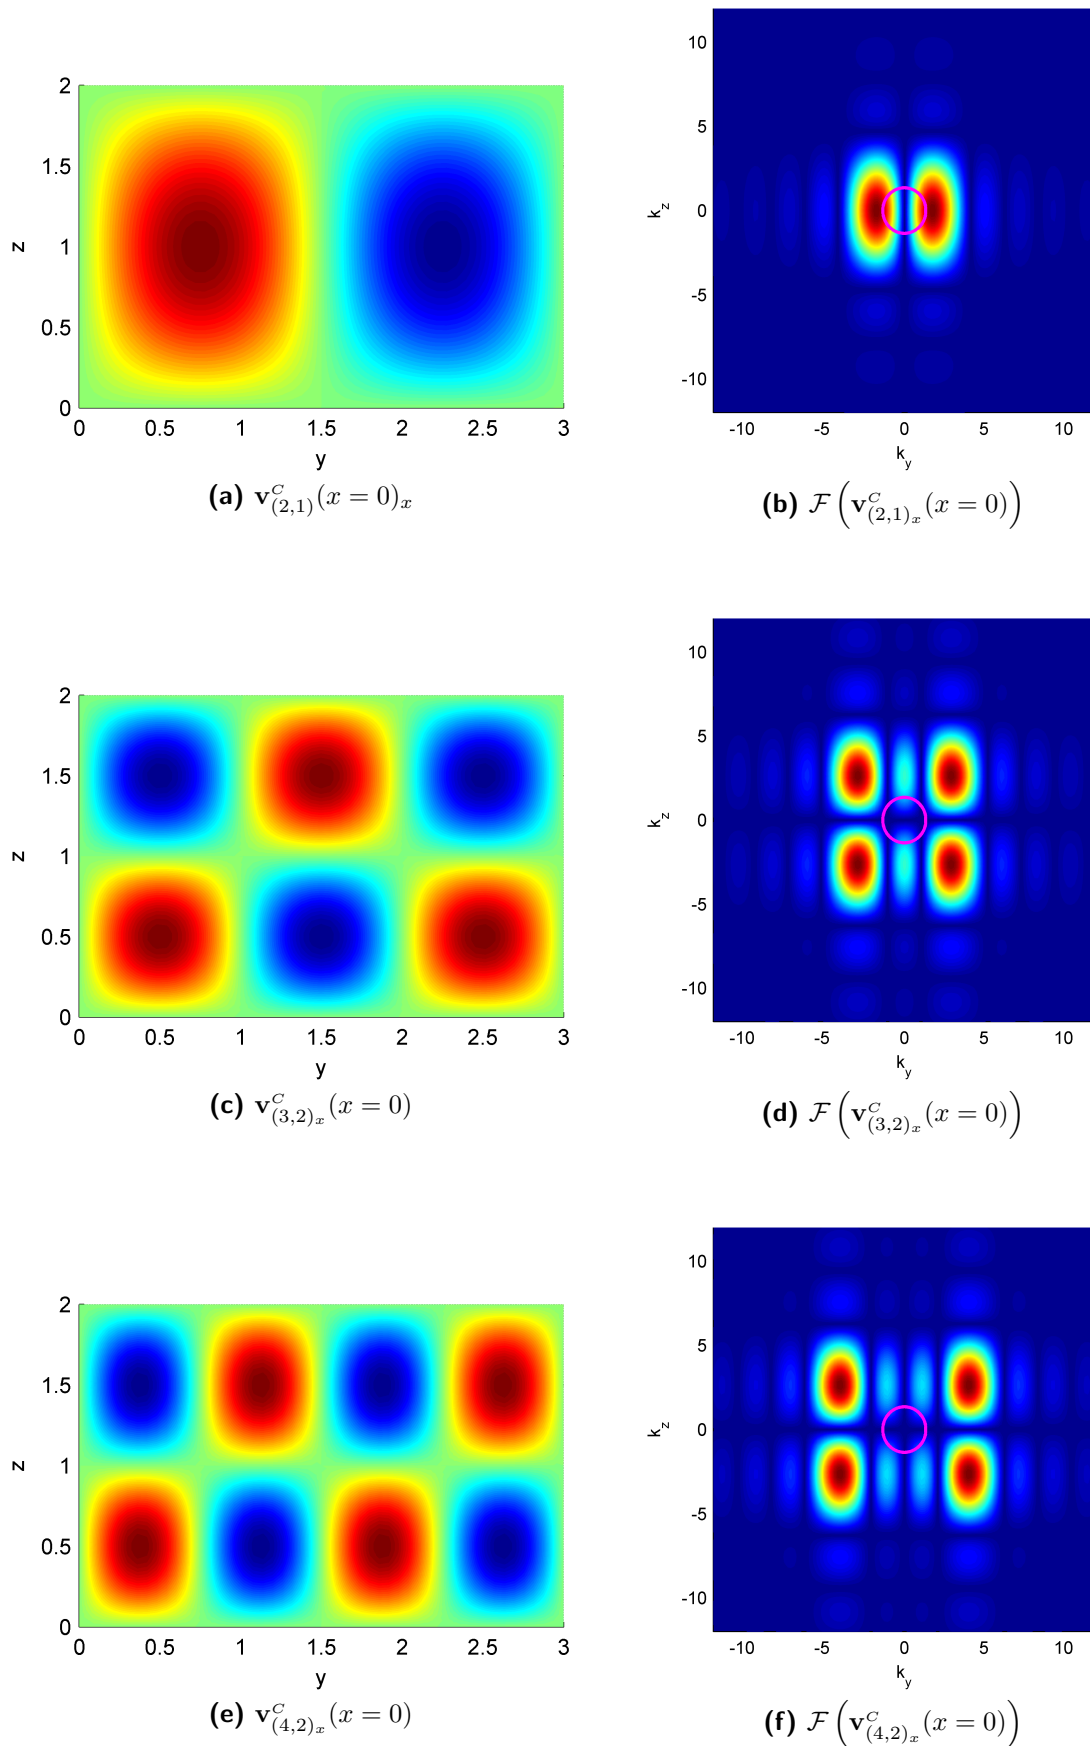 2
1.5
z
1
0.5
0
0 0.5 1 1.5 2 2.5 3
y
(a) v^C_(2,1)(x = 0)_x
10
5
k_z
0
-5
-10
-10 -5 0 5 10
k_y
(b) F(v^C_(2,1)_x(x = 0))
2
1.5
z
1
0.5
0
0 0.5 1 1.5 2 2.5 3
y
(c) v^C_(3,2)_x(x = 0)
10
5
k_z
0
-5
-10
-10 -5 0 5 10
k_y
(d) F(v^C_(3,2)_x(x = 0))
2
1.5
z
1
0.5
0
0 0.5 1 1.5 2 2.5 3
y
(e) v^C_(4,2)_x(x = 0)
10
5
k_z
0
-5
-10
-10 -5 0 5 10
k_y
(f) F(v^C_(4,2)_x(x = 0))